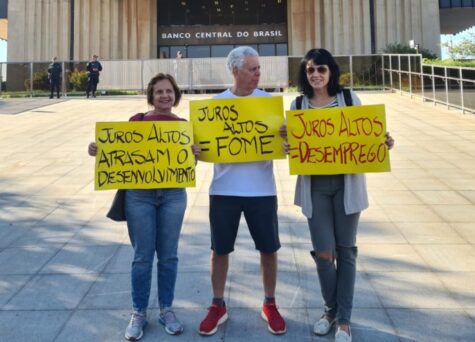 BANCO CENTRAL DO BRASIL
JUROS ALTOS
ATRASAM O
DESENVOLVIMENTO
JUROS
ALTOS
= FOME
JUROS ALTOS
= DESEMPREGO